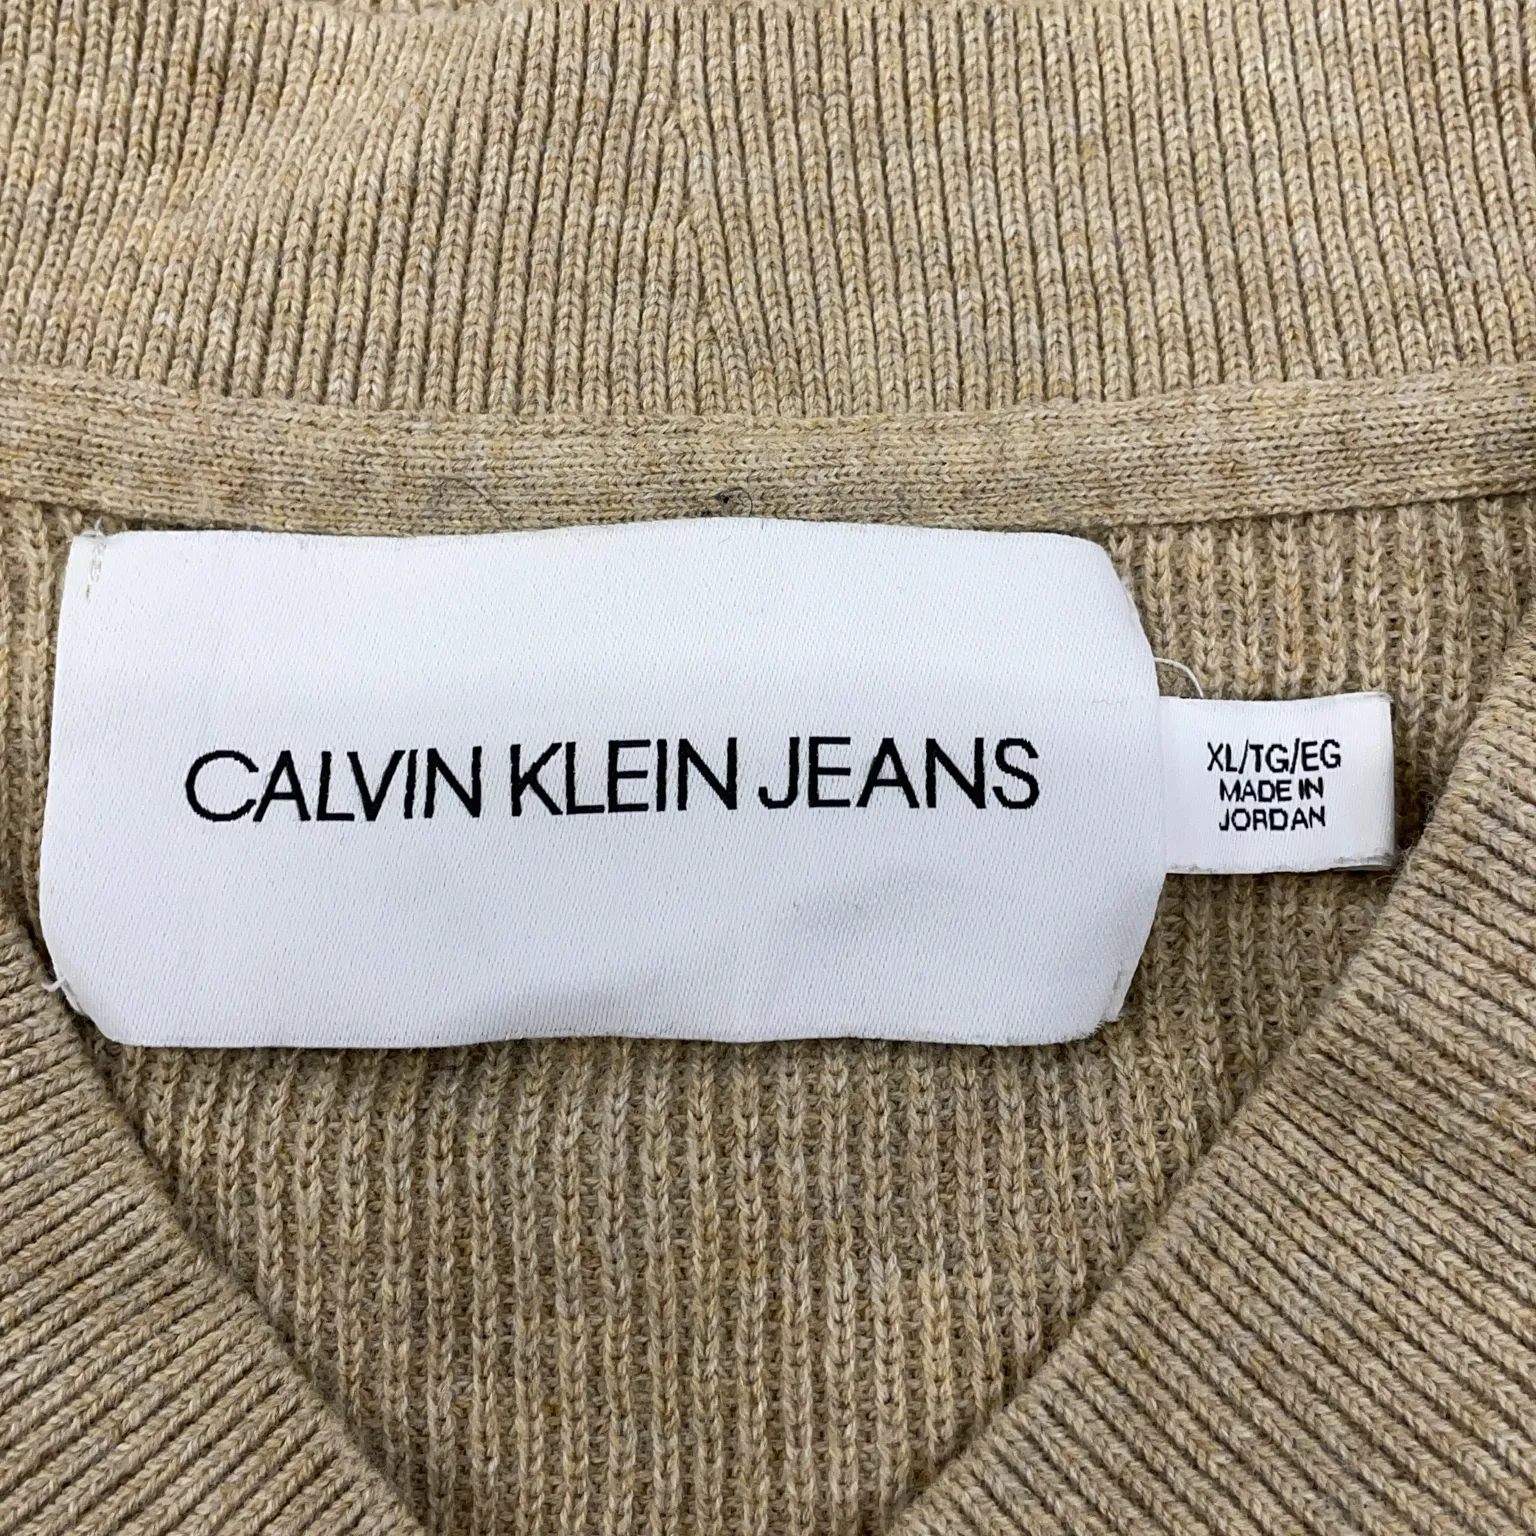 CALVIN KLEIN JEANS
XL/TG/EG
MADE IN
JORDAN